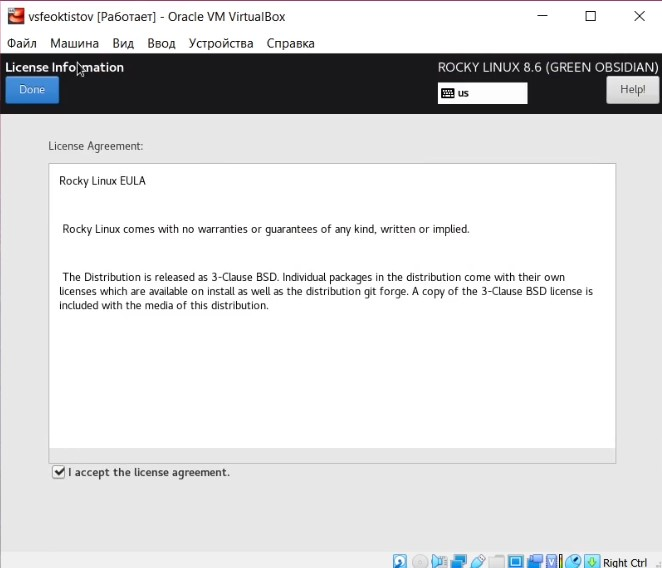 vsfeoktistov [Работает] - Oracle VM VirtualBox
Файл Машина Вид Ввод Устройства Справка
License Information
ROCKY LINUX 8.6 (GREEN OBSIDIAN)
Done
us
Help!
License Agreement:
Rocky Linux EULA
Rocky Linux comes with no warranties or guarantees of any kind, written or implied.
The Distribution is released as 3-Clause BSD. Individual packages in the distribution come with their own
licenses which are available on install as well as the distribution git forge. A copy of the 3-Clause BSD license is
included with the media of this distribution.
I accept the license agreement.
Right Ctrl